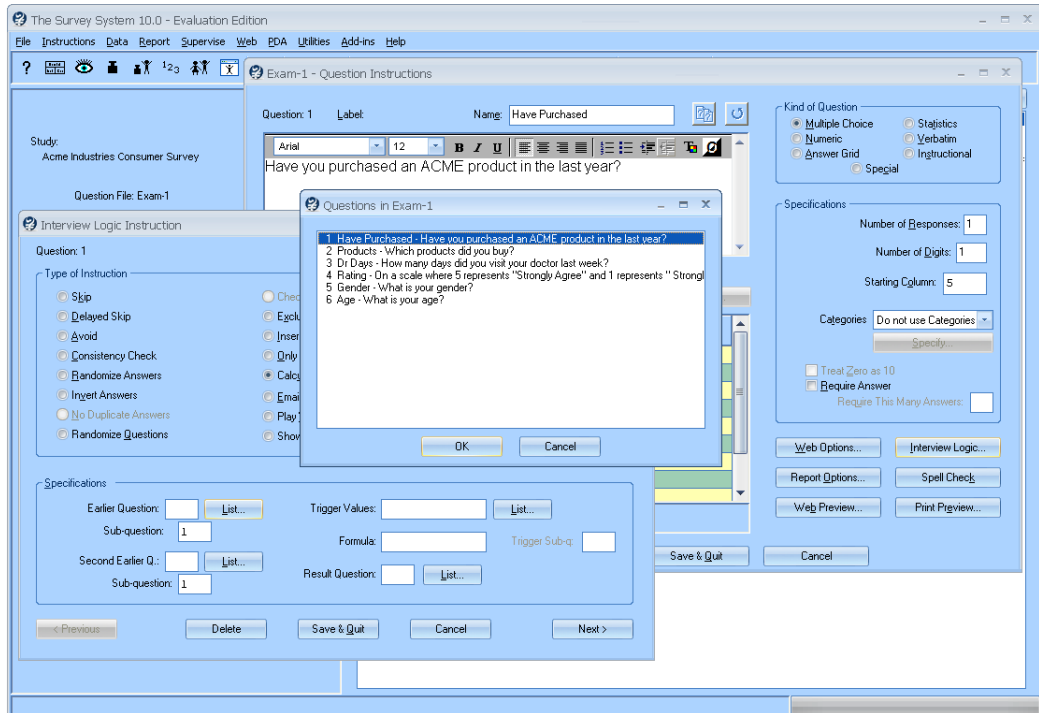 The Survey System 10.0 - Evaluation Edition
File Instructions Data Report Supervise Web PDA Utilities Add-ins Help
Exam-1 - Question Instructions
Question: 1 Label: Name: Have Purchased
Arial 12 B I U
Have you purchased an ACME product in the last year?
Kind of Question
Multiple Choice Statistics
Numeric Verbatim
Answer Grid Instructional
Special
Specifications
Number of Responses: 1
Number of Digits: 1
Starting Column: 5
Categories Do not use Categories
Specify...
Treat Zero as 10
Require Answer
Require This Many Answers:
Web Options... Interview Logic...
Report Options... Spell Check
Web Preview... Print Preview...
Save & Quit Cancel
Study:
Acme Industries Consumer Survey
Question File: Exam-1
Questions in Exam-1
1 Have Purchased - Have you purchased an ACME product in the last year?
2 Products - Which products did you buy?
3 Dr Days - How many days did you visit your doctor last week?
4 Rating - On a scale where 5 represents "Strongly Agree" and 1 represents " Strongl
5 Gender - What is your gender?
6 Age - What is your age?
OK Cancel
Interview Logic Instruction
Question: 1
Type of Instruction
Skip Chec
Delayed Skip Exclu
Avoid Inser
Consistency Check Only
Randomize Answers Calcu
Invert Answers Emai
No Duplicate Answers Play
Randomize Questions Show
Specifications
Earlier Question: List... Trigger Values: List...
Sub-question: 1
Formula: Trigger Sub-q:
Second Earlier Q.: List...
Result Question: List...
Sub-question: 1
< Previous Delete Save & Quit Cancel Next >